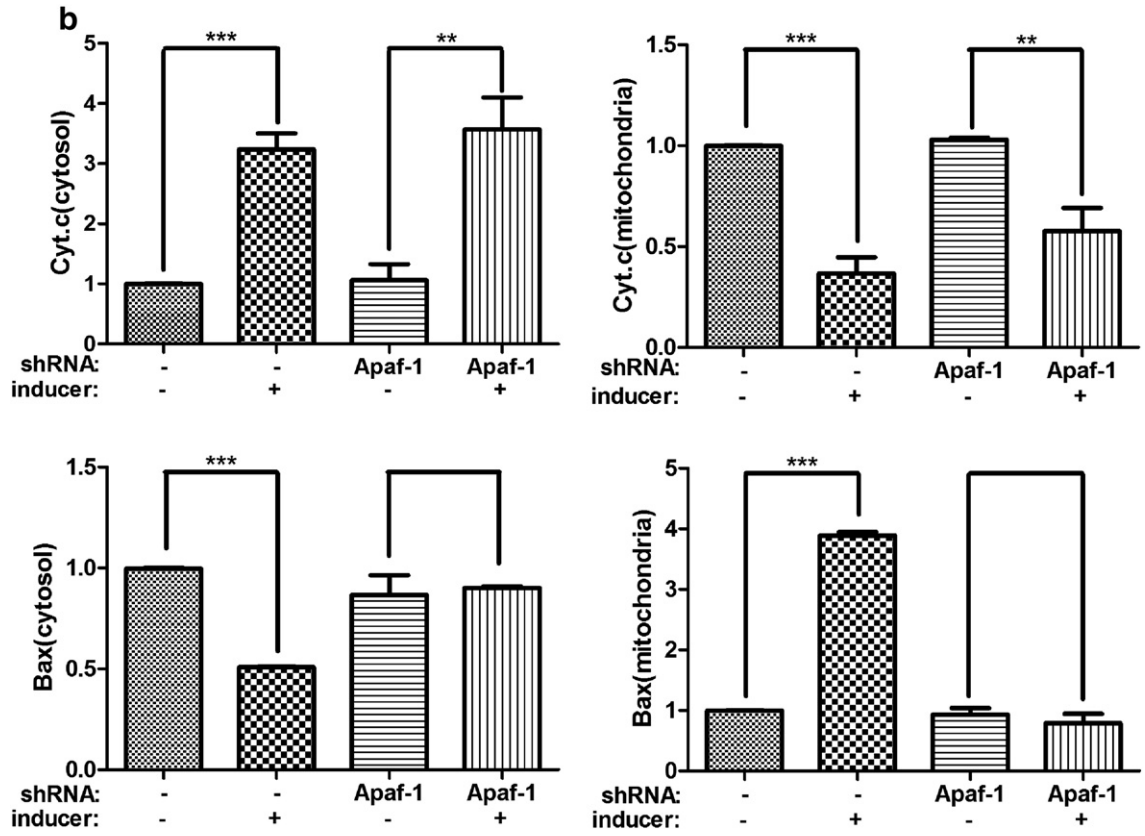 b
Cyt.c(cytosol)
5
4
3
2
1
0
***
**
shRNA: - - Apaf-1 Apaf-1
inducer: - + - +
Cyt.c(mitochondria)
1.5
1.0
0.5
0.0
***
**
shRNA: - - Apaf-1 Apaf-1
inducer: - + - +
Bax(cytosol)
1.5
1.0
0.5
0.0
***
shRNA: - - Apaf-1 Apaf-1
inducer: - + - +
Bax(mitochondria)
5
4
3
2
1
0
***
shRNA: - - Apaf-1 Apaf-1
inducer: - + - +